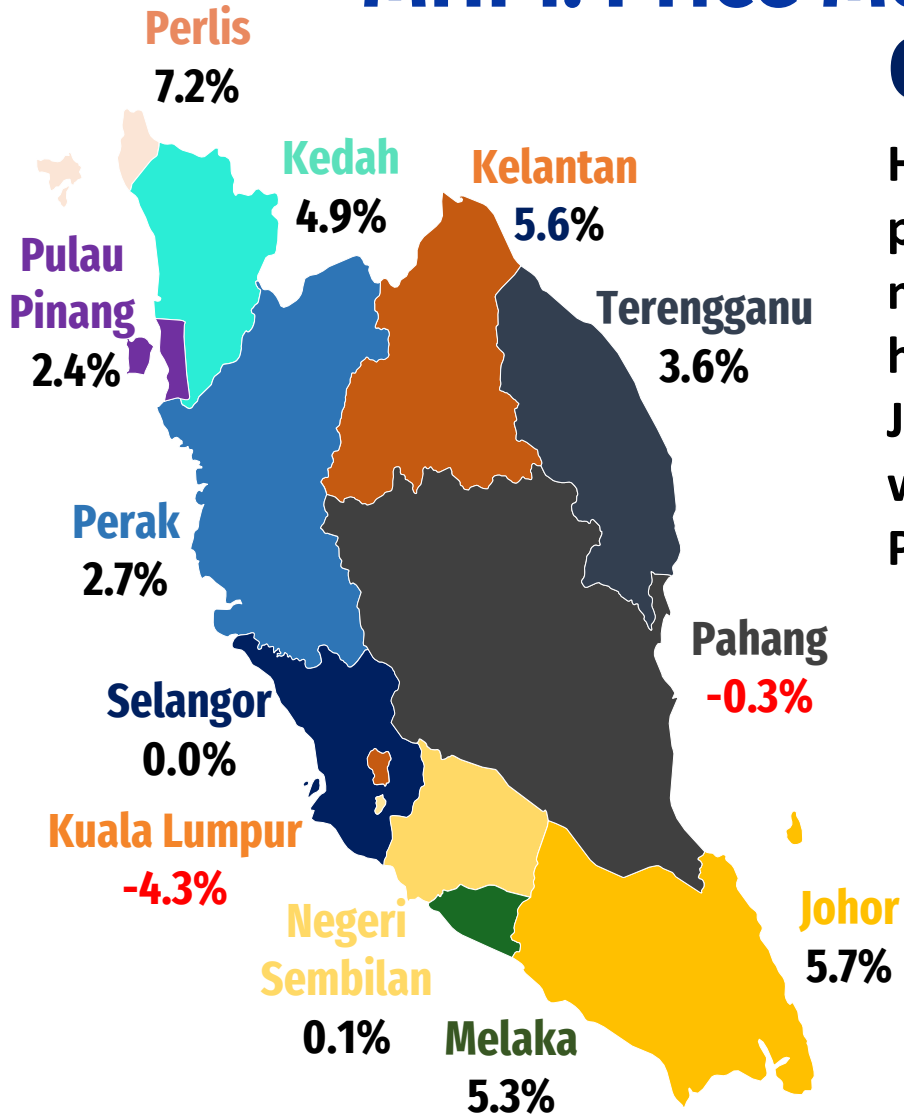 Perlis
7.2%
Kedah
4.9%
Kelantan
5.6%
Pulau
Pinang
2.4%
Terengganu
3.6%
Perak
2.7%
Pahang
-0.3%
Selangor
0.0%
Kuala Lumpur
-4.3%
Johor
5.7%
Negeri
Sembilan
0.1%
Melaka
5.3%